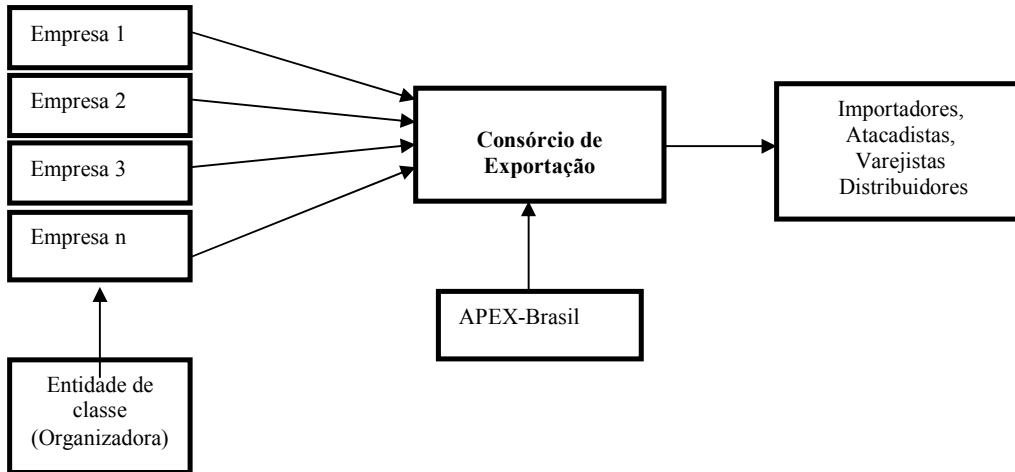 Empresa 1
Empresa 2
Empresa 3
Empresa n
Entidade de
classe
(Organizadora)
Consórcio de
Exportação
APEX-Brasil
Importadores,
Atacadistas,
Varejistas
Distribuidores